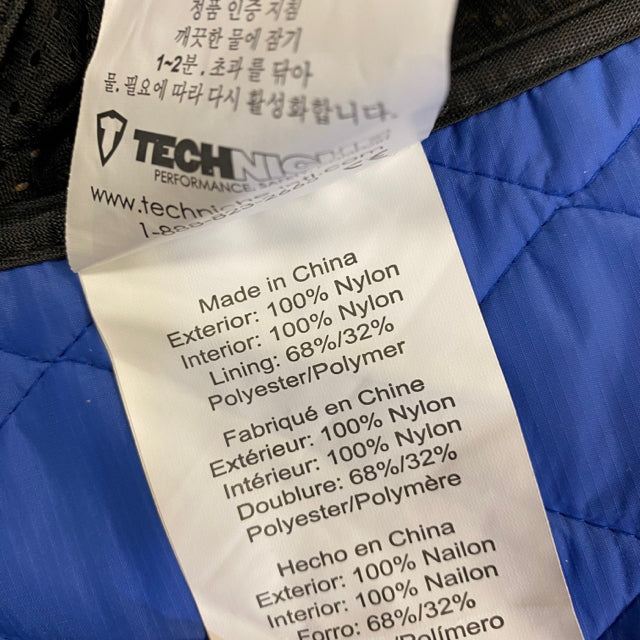 정품 인증 지침
깨끗한 물에 잠기
1~2분. 초과를 닦아
물. 필요에 따라 다시 활성화합니다.
TECHNICHE
PERFORMANCE
www.technich
Made in China
Exterior: 100% Nylon
Interior: 100% Nylon
Lining: 68%/32%
Polyester/Polymer
Fabriqué en Chine
Extérieur: 100% Nylon
Intérieur: 100% Nylon
Doublure: 68%/32%
Polyester/Polymère
Hecho en China
Exterior: 100% Nailon
Interior: 100% Nailon
Forro: 68%/32%